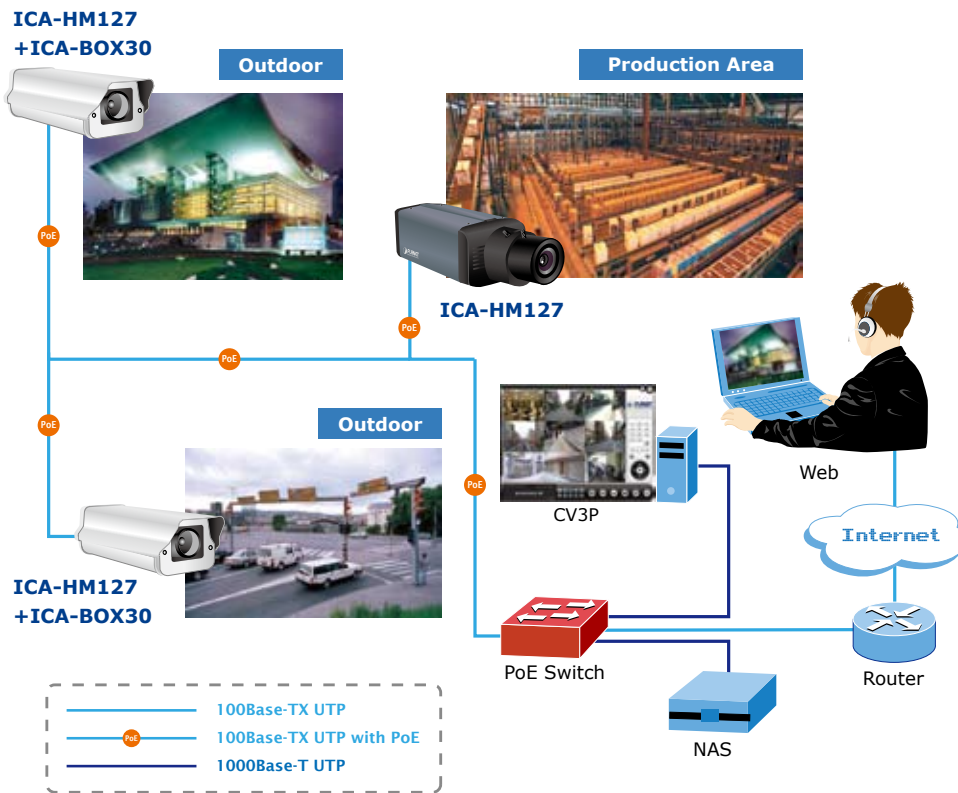 ICA-HM127
+ICA-BOX30
Outdoor
Production Area
PoE
ICA-HM127
PoE
PoE
PoE
Outdoor
PoE
CV3P
Web
Internet
ICA-HM127
+ICA-BOX30
PoE Switch
Router
NAS
100Base-TX UTP
PoE
100Base-TX UTP with PoE
1000Base-T UTP